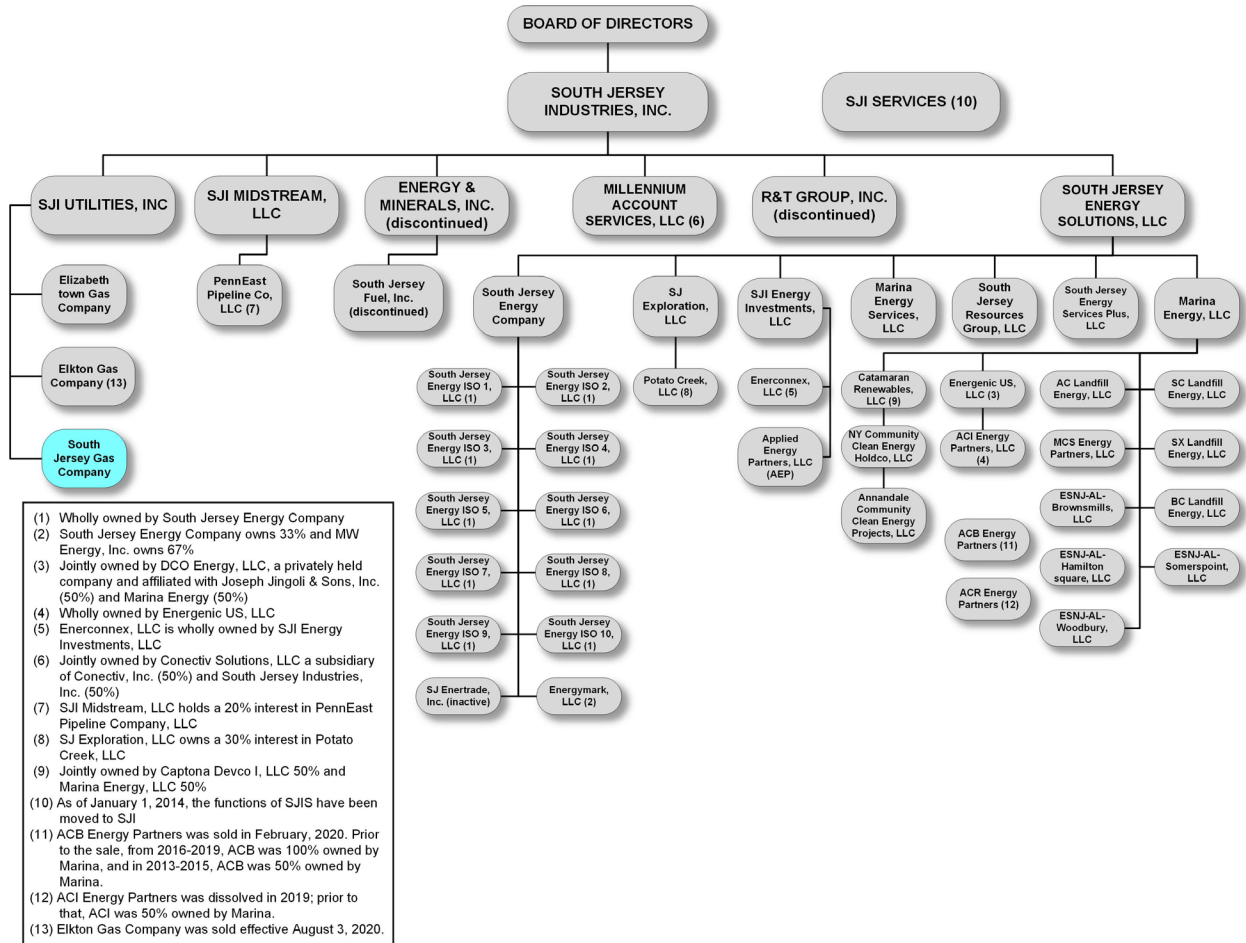 BOARD OF DIRECTORS
SOUTH JERSEY
INDUSTRIES, INC.
SJI SERVICES (10)
SJI UTILITIES, INC
SJI MIDSTREAM,
LLC
ENERGY &
MINERALS, INC.
(discontinued)
MILLENNIUM
ACCOUNT
SERVICES, LLC (6)
R&T GROUP, INC.
(discontinued)
SOUTH JERSEY
ENERGY
SOLUTIONS, LLC
Elizabeth
town Gas
Company
Elkton Gas
Company (13)
South
Jersey Gas
Company
PennEast
Pipeline Co,
LLC (7)
South Jersey
Fuel, Inc.
(discontinued)
South Jersey
Energy
Company
SJ
Exploration,
LLC
SJI Energy
Investments,
LLC
Marina
Energy
Services,
LLC
South
Jersey
Resources
Group, LLC
South Jersey
Energy
Services Plus,
LLC
Marina
Energy, LLC
South Jersey
Energy ISO 1,
LLC (1)
South Jersey
Energy ISO 2,
LLC (1)
South Jersey
Energy ISO 3,
LLC (1)
South Jersey
Energy ISO 4,
LLC (1)
South Jersey
Energy ISO 5,
LLC (1)
South Jersey
Energy ISO 6,
LLC (1)
South Jersey
Energy ISO 7,
LLC (1)
South Jersey
Energy ISO 8,
LLC (1)
South Jersey
Energy ISO 9,
LLC (1)
South Jersey
Energy ISO 10,
LLC (1)
SJ Enertrade,
Inc. (inactive)
Energymark,
LLC (2)
Potato Creek,
LLC (8)
Enerconnex,
LLC (5)
Applied
Energy
Partners, LLC
(AEP)
Catamaran
Renewables,
LLC (9)
NY Community
Clean Energy
Holdco, LLC
Annandale
Community
Clean Energy
Projects, LLC
Energenic US,
LLC (3)
ACI Energy
Partners, LLC
(4)
ACB Energy
Partners (11)
ACR Energy
Partners (12)
AC Landfill
Energy, LLC
SC Landfill
Energy, LLC
MCS Energy
Partners, LLC
SX Landfill
Energy, LLC
ESNJ-AL-
Brownsmills,
LLC
BC Landfill
Energy, LLC
ESNJ-AL-
Hamilton
square, LLC
ESNJ-AL-
Somerspoint,
LLC
ESNJ-AL-
Woodbury,
LLC
(1) Wholly owned by South Jersey Energy Company
(2) South Jersey Energy Company owns 33% and MW
Energy, Inc. owns 67%
(3) Jointly owned by DCO Energy, LLC, a privately held
company and affiliated with Joseph Jingoli & Sons, Inc.
(50%) and Marina Energy (50%)
(4) Wholly owned by Energenic US, LLC
(5) Enerconnex, LLC is wholly owned by SJI Energy
Investments, LLC
(6) Jointly owned by Conectiv Solutions, LLC a subsidiary
of Conectiv, Inc. (50%) and South Jersey Industries,
Inc. (50%)
(7) SJI Midstream, LLC holds a 20% interest in PennEast
Pipeline Company, LLC
(8) SJ Exploration, LLC owns a 30% interest in Potato
Creek, LLC
(9) Jointly owned by Captona Devco I, LLC 50% and
Marina Energy, LLC 50%
(10) As of January 1, 2014, the functions of SJIS have been
moved to SJI
(11) ACB Energy Partners was sold in February, 2020. Prior
to the sale, from 2016-2019, ACB was 100% owned by
Marina, and in 2013-2015, ACB was 50% owned by
Marina.
(12) ACI Energy Partners was dissolved in 2019; prior to
that, ACI was 50% owned by Marina.
(13) Elkton Gas Company was sold effective August 3, 2020.